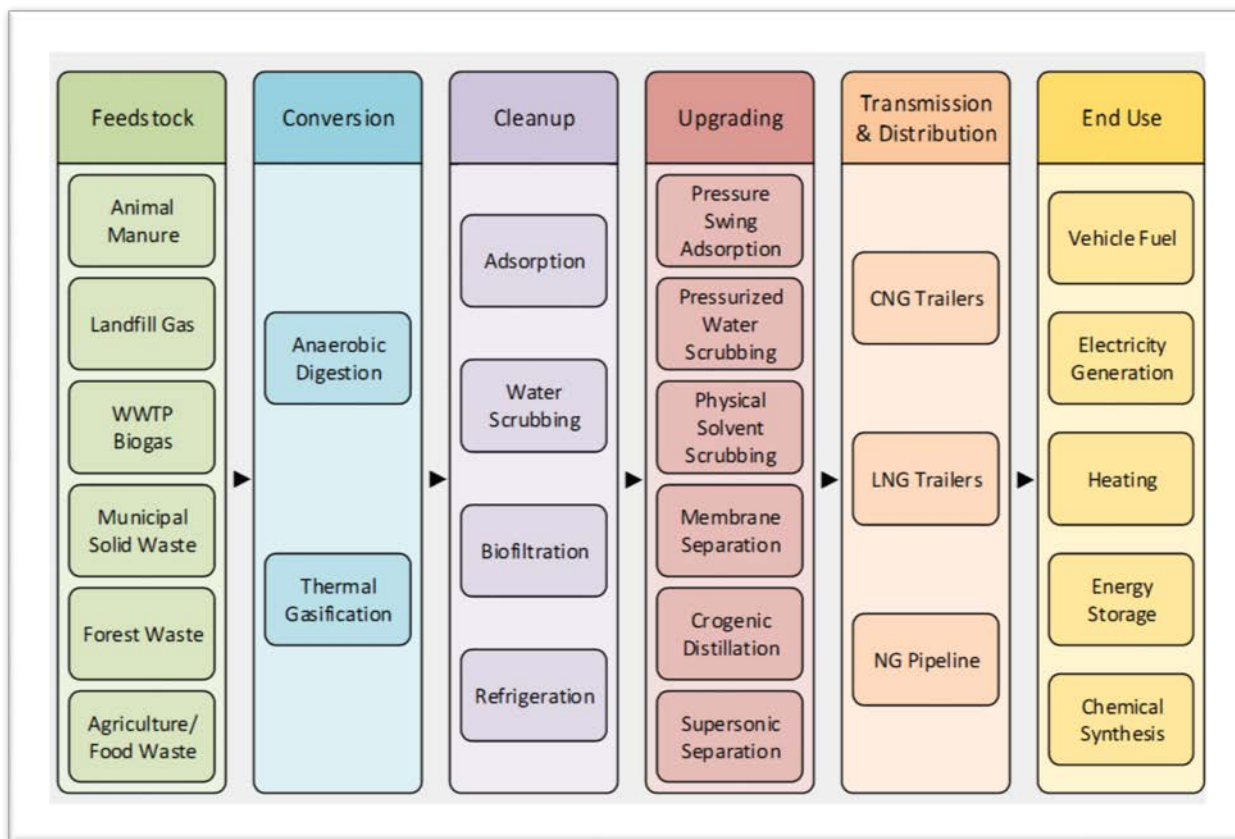 Feedstock
Animal
Manure
Landfill Gas
WWTP
Biogas
Municipal
Solid Waste
Forest Waste
Agriculture/
Food Waste
Conversion
Anaerobic
Digestion
Thermal
Gasification
Cleanup
Adsorption
Water
Scrubbing
Biofiltration
Refrigeration
Upgrading
Pressure
Swing
Adsorption
Pressurized
Water
Scrubbing
Physical
Solvent
Scrubbing
Membrane
Separation
Crogenic
Distillation
Supersonic
Separation
Transmission
& Distribution
CNG Trailers
LNG Trailers
NG Pipeline
End Use
Vehicle Fuel
Electricity
Generation
Heating
Energy
Storage
Chemical
Synthesis